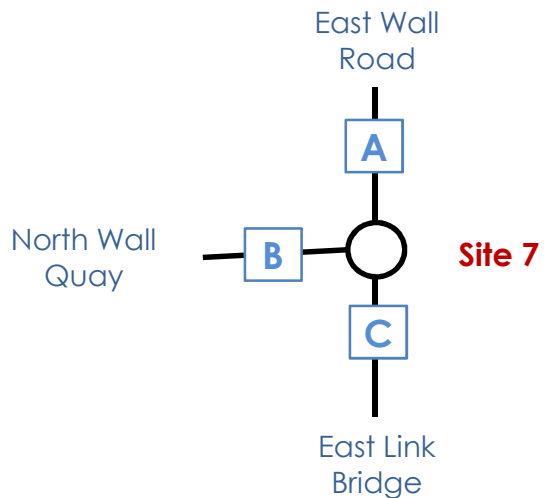 East Wall
Road
A
North Wall
Quay
B
Site 7
C
East Link
Bridge